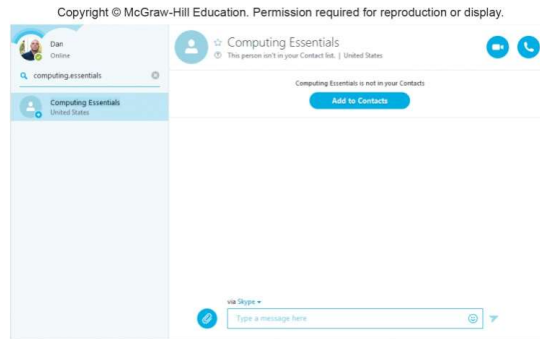 Copyright © McGraw-Hill Education. Permission required for reproduction or display.
Dan
Online
computing.essentials
Computing Essentials
United States
Computing Essentials
This person isn't in your Contact list. | United States
Computing Essentials is not in your Contacts
Add to Contacts
via Skype
Type a message here